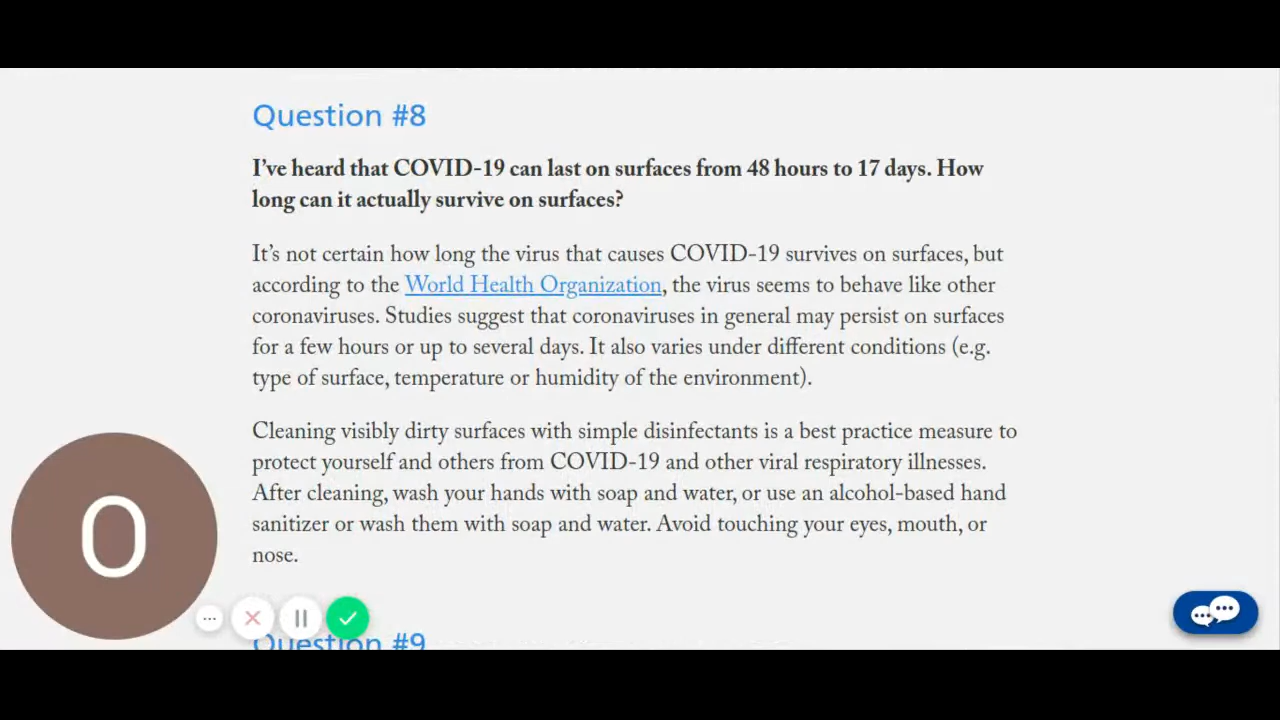 Question #8
I’ve heard that COVID-19 can last on surfaces from 48 hours to 17 days. How
long can it actually survive on surfaces?
It’s not certain how long the virus that causes COVID-19 survives on surfaces, but
according to the World Health Organization, the virus seems to behave like other
coronaviruses. Studies suggest that coronaviruses in general may persist on surfaces
for a few hours or up to several days. It also varies under different conditions (e.g.
type of surface, temperature or humidity of the environment).
Cleaning visibly dirty surfaces with simple disinfectants is a best practice measure to
protect yourself and others from COVID-19 and other viral respiratory illnesses.
After cleaning, wash your hands with soap and water, or use an alcohol-based hand
sanitizer or wash them with soap and water. Avoid touching your eyes, mouth, or
nose.
O
Question #9